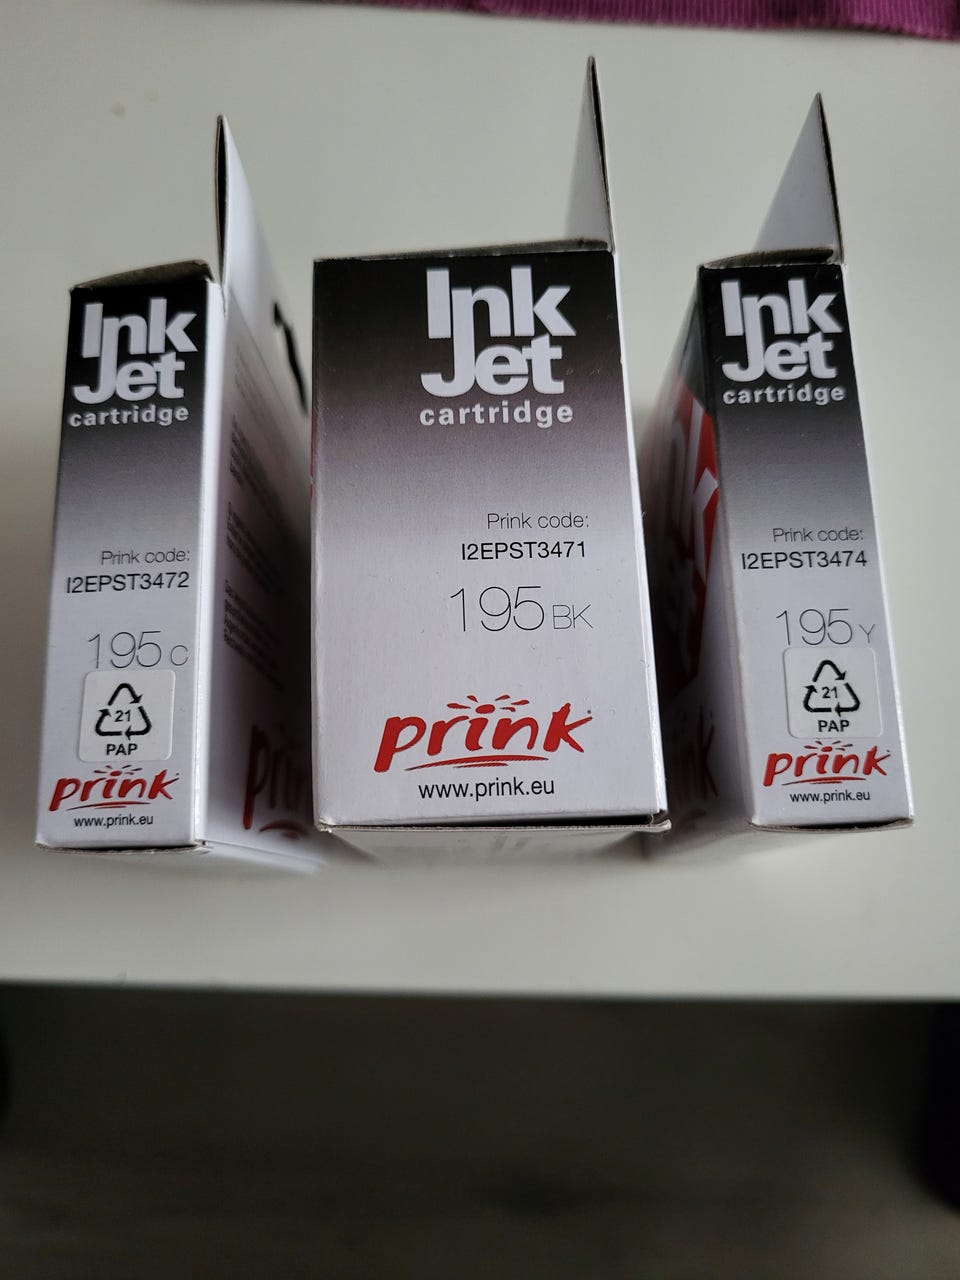 Ink
Jet
cartridge
Prink code:
I2EPST3472
195 C
21
PAP
prink
www.prink.eu
Ink
Jet
cartridge
Prink code:
I2EPST3471
195 BK
prink
www.prink.eu
Ink
Jet
cartridge
Prink code:
I2EPST3474
195 Y
21
PAP
prink
www.prink.eu